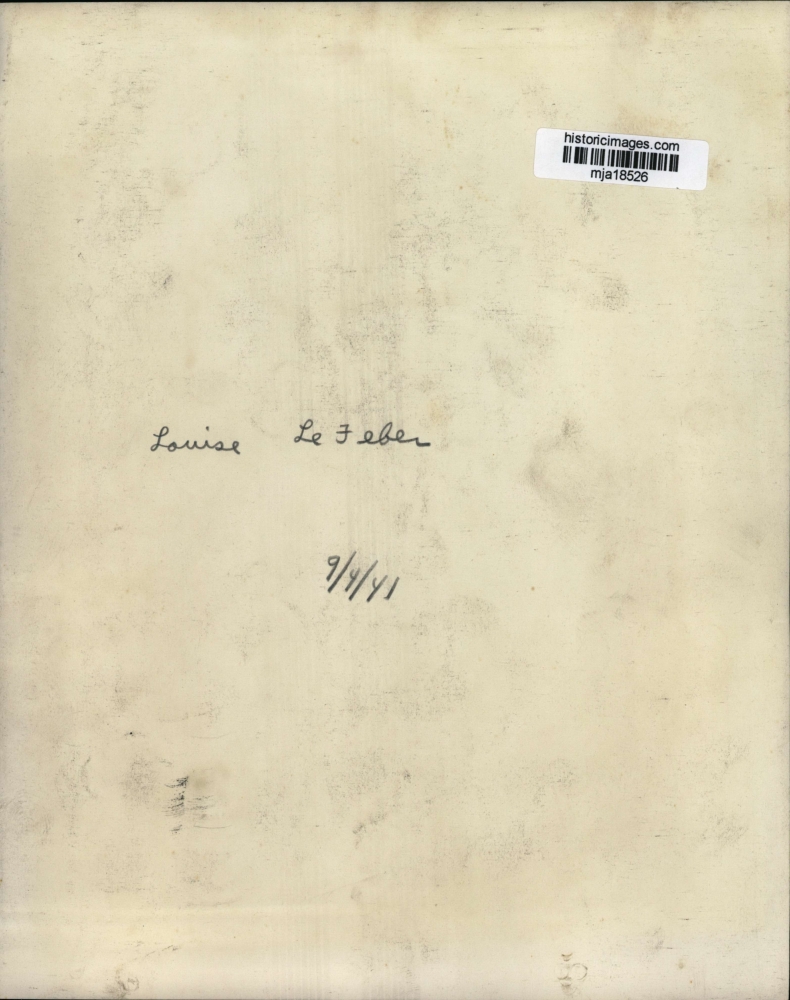 historicimages.com
mja18526
Louise Le Feber
9/4/41